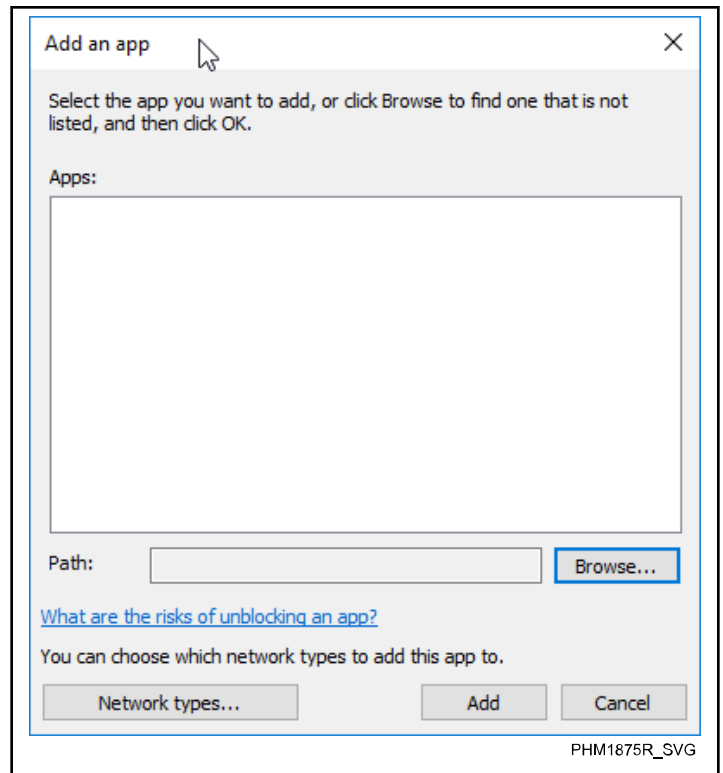 Add an app
Select the app you want to add, or click Browse to find one that is not
listed, and then click OK.
Apps:
Path:
Browse...
What are the risks of unblocking an app?
You can choose which network types to add this app to.
Network types...
Add
Cancel
PHM1875R_SVG